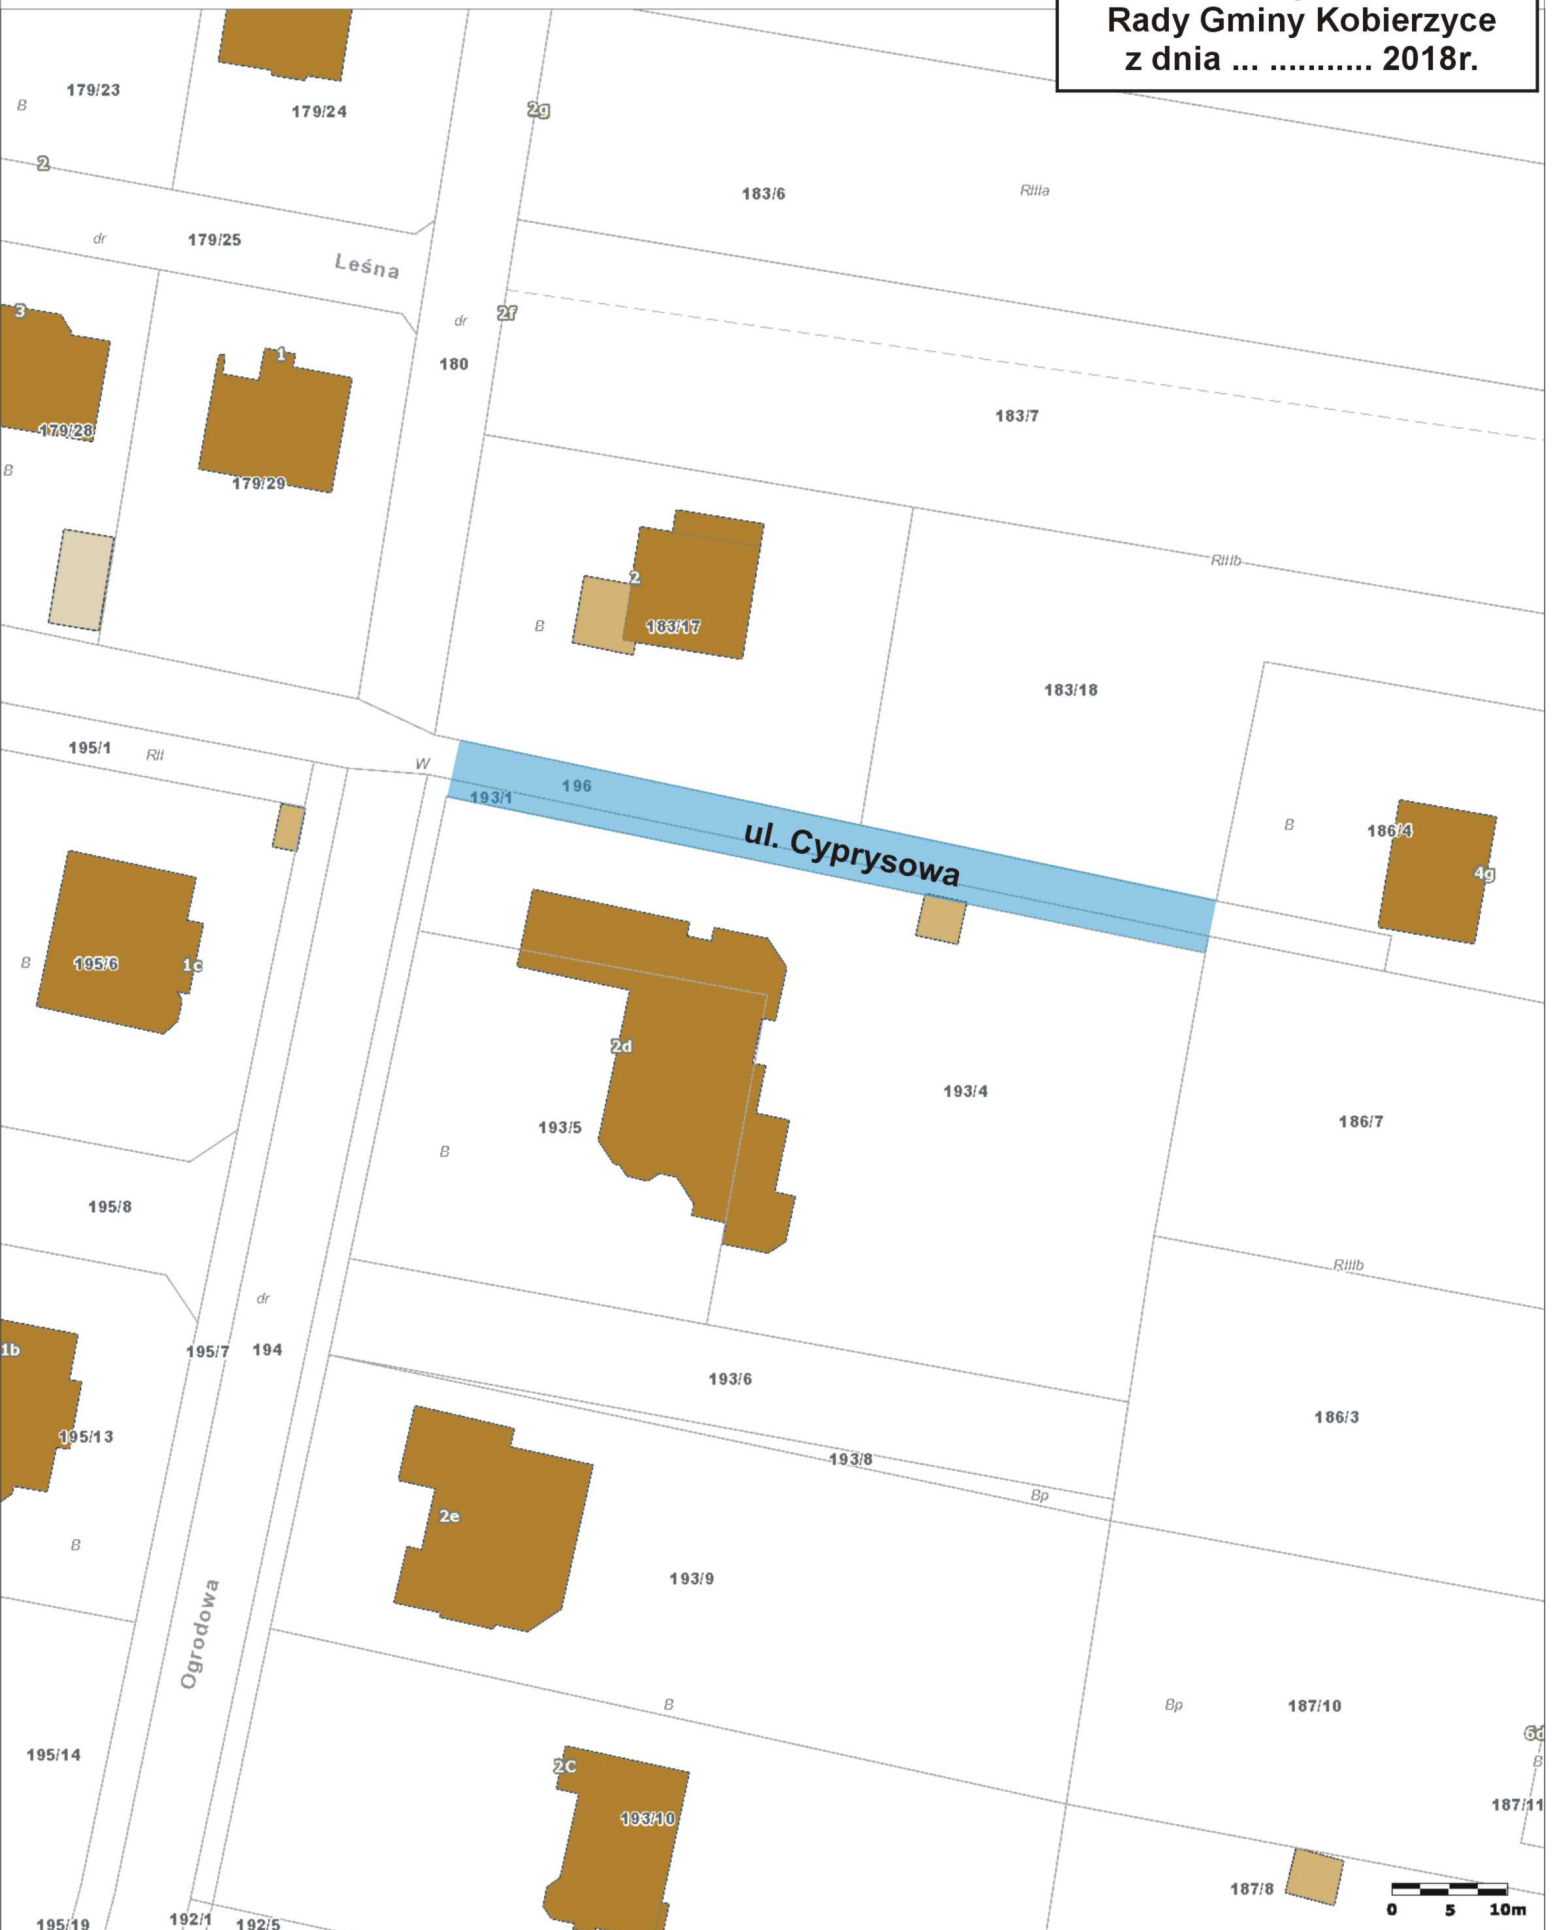 Rady Gminy Kobierzyce
z dnia ... ........... 2018r.
179/23
B
179/24
2g
2
183/6
RIIIa
dr
179/25
Leśna
3
2f
dr
1
180
183/7
179/28
B
179/29
RIIIb
2
B
183/17
183/18
195/1
RII
W
196
193/1
ul. Cyprysowa
B
186/4
4g
B
195/6
1c
2d
193/4
193/5
186/7
B
195/8
RIIIb
dr
1b
195/7
194
193/6
186/3
195/13
193/8
Bp
2e
B
193/9
Ogrodowa
B
Bp
187/10
6d
195/14
2C
B
187/11
193/10
187/8
0 5 10m
195/19
192/1
192/5